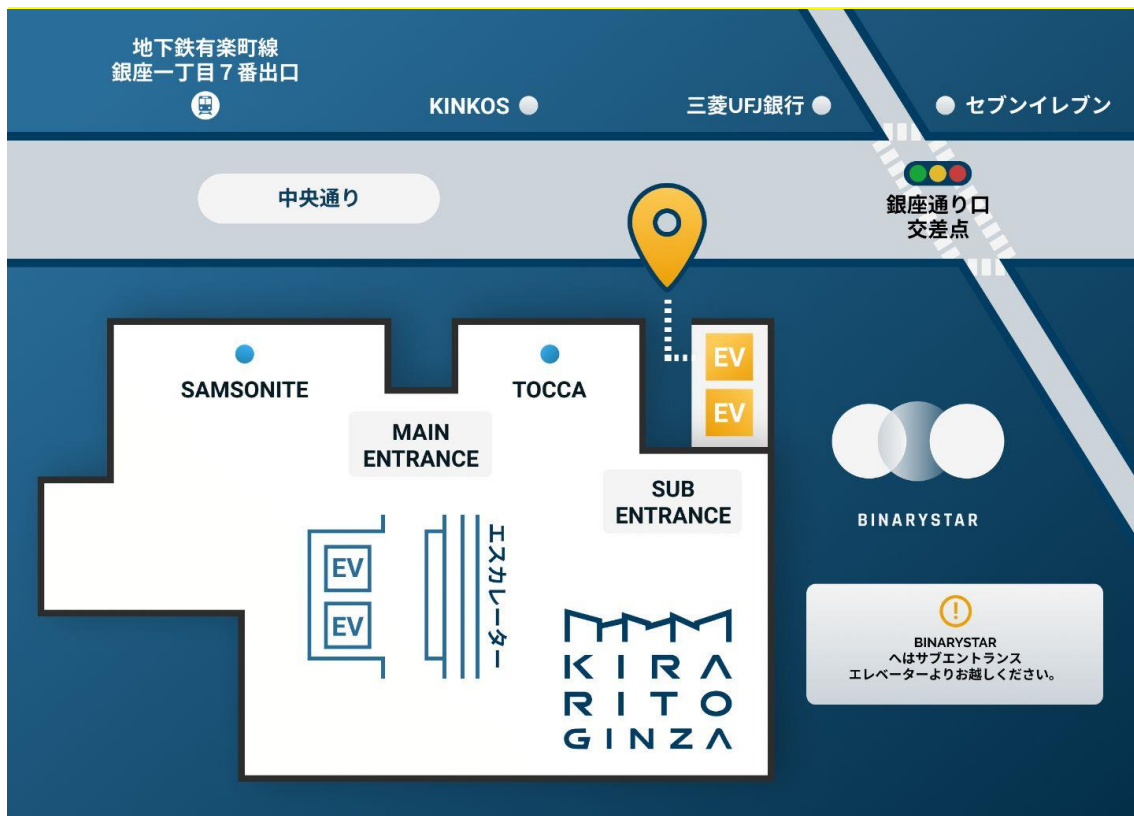 地下鉄有楽町線
銀座一丁目7番出口
KINKOS
三菱UFJ銀行
セブンイレブン
中央通り
銀座通り口
交差点
SAMSONITE
TOCCA
EV
EV
MAIN
ENTRANCE
SUB
ENTRANCE
EV
EV
エスカレーター
KIRA
RITO
GINZA
BINARYSTAR
!
BINARYSTAR
へはサブエントランス
エレベーターよりお越しください。